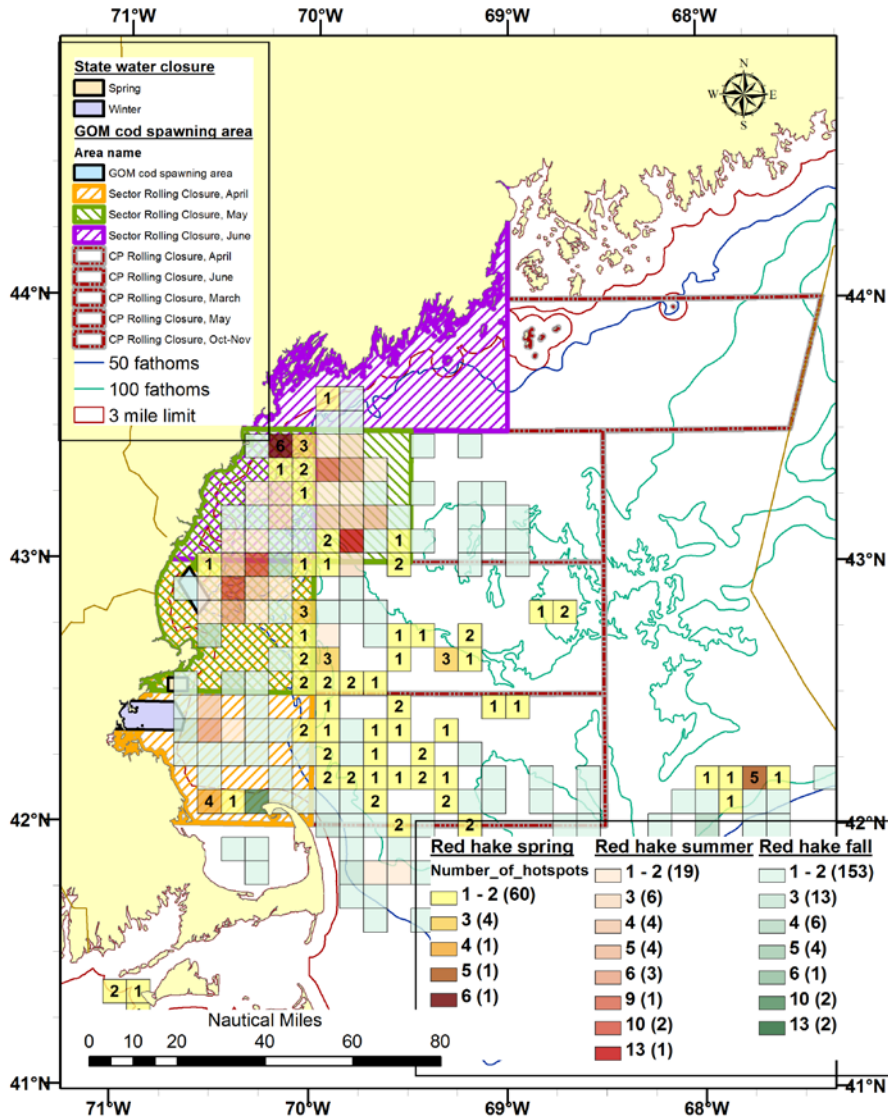 71°W 70°W 69°W 68°W
State water closure
Spring
Winter
GOM cod spawning area
Area name
GOM cod spawning area
Sector Rolling Closure, April
Sector Rolling Closure, May
Sector Rolling Closure, June
CP Rolling Closure, April
CP Rolling Closure, June
CP Rolling Closure, March
CP Rolling Closure, May
CP Rolling Closure, Oct-Nov
50 fathoms
100 fathoms
3 mile limit
N
W E
S
44°N 44°N
1
6 3
1 2
1
2 1
43°N 43°N
1 1 1 2
3 1 2
1 1 1 2
2 3 1 3 1
2 2 2 1
1 2 1 1
2 1 1 1 1
2 1 2
2 2 1 1 2 1 1 1 5 1
4 1 2 2 1
42°N 42°N
2 2
Red hake spring
Number_of_hotspots
1 - 2 (60)
3 (4)
4 (1)
5 (1)
6 (1)
Red hake summer
1 - 2 (19)
3 (6)
4 (4)
5 (4)
6 (3)
9 (1)
10 (2)
13 (1)
Red hake fall
1 - 2 (153)
3 (13)
4 (6)
5 (4)
6 (1)
10 (2)
13 (2)
2 1
Nautical Miles
0 10 20 40 60 80
41°N 41°N
71°W 70°W 69°W 68°W